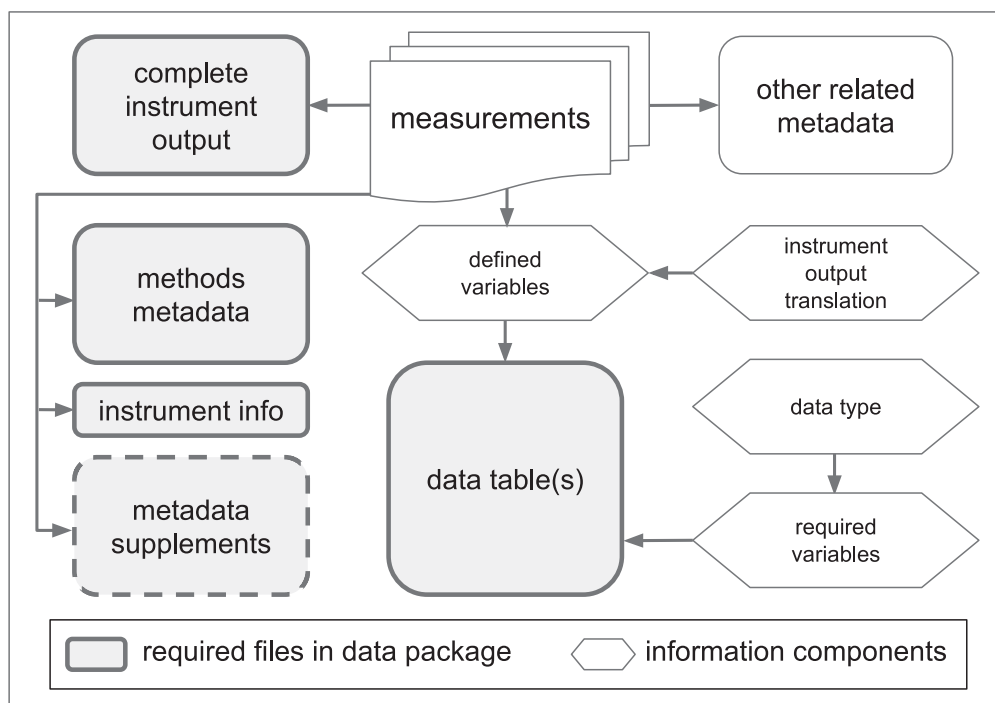 complete
instrument
output
measurements
other related
metadata
methods
metadata
defined
variables
instrument
output
translation
instrument info
data table(s)
data type
metadata
supplements
required
variables
required files in data package
information components